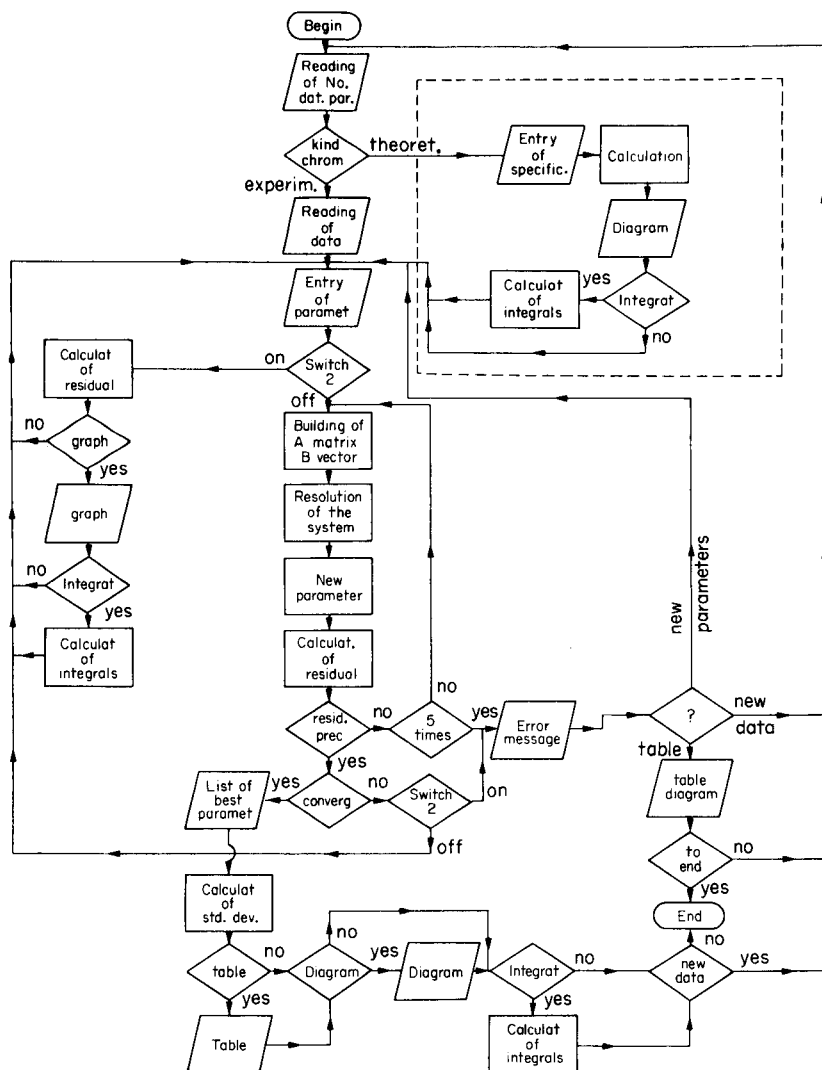 Begin
Reading
of No.
dat. par.
kind
chrom
theoret.
experim.
Entry
of
specific.
Calculation
Diagram
Integrat
yes
no
Calculat
of
integrals
Reading
of
data
Entry
of
paramet
Switch
2
on
off
Calculat
of
residual
graph
no
yes
graph
Integrat
no
yes
Calculat
of
integrals
Building of
A matrix
B vector
Resolution
of the
system
New
parameter
Calculat.
of
residual
resid.
prec
no
yes
5
times
no
yes
Error
message
?
new
parameters
new
data
table
table
diagram
to
end
no
yes
End
converg
yes
no
Switch
2
on
off
List of
best
paramet
Calculat
of
std. dev.
table
no
yes
Table
Diagram
no
yes
Diagram
Integrat
no
yes
Calculat
of
integrals
new
data
no
yes